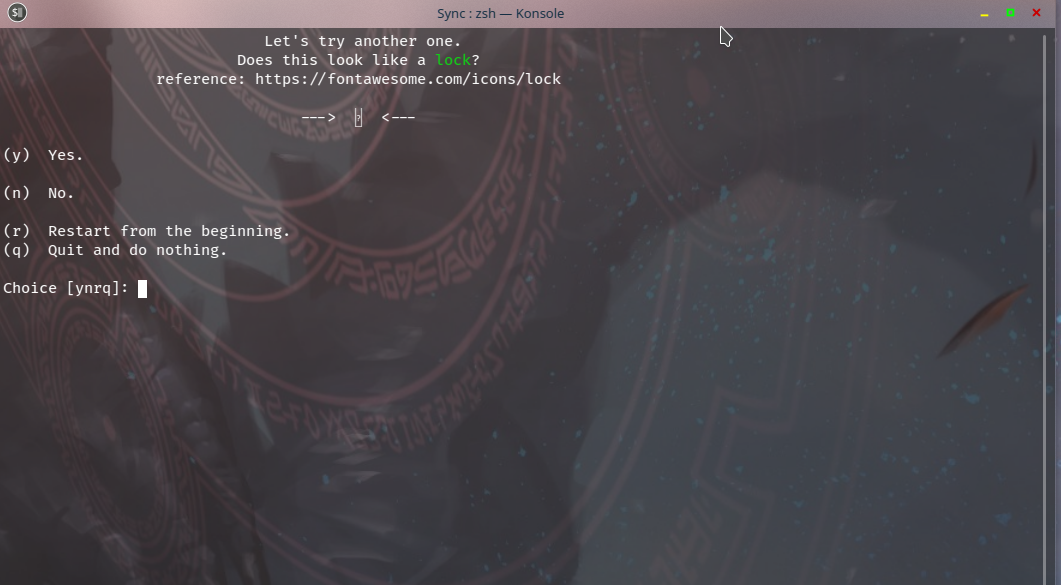 Sync : zsh — Konsole
Let's try another one.
Does this look like a lock?
reference: https://fontawesome.com/icons/lock
--->  <---
(y) Yes.
(n) No.
(r) Restart from the beginning.
(q) Quit and do nothing.
Choice [ynrq]: